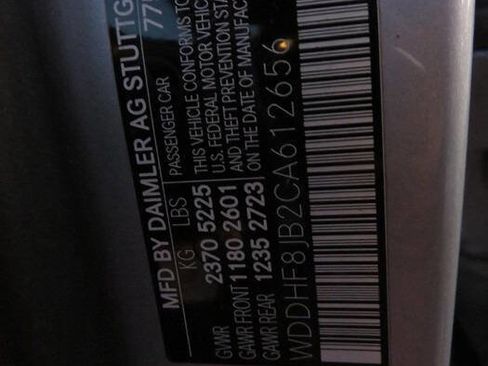 MFD BY DAIMLER AG STUTTG
KG LBS
GVWR 2370 5225
GAWR FRONT 1180 2601
GAWR REAR 1235 2723
PASSENGER CAR
THIS VEHICLE CONFORMS TO
U.S. FEDERAL MOTOR VEHIC
AND THEFT PREVENTION STA
ON THE DATE OF MANUFAC
WDDHF8JB2CA612656